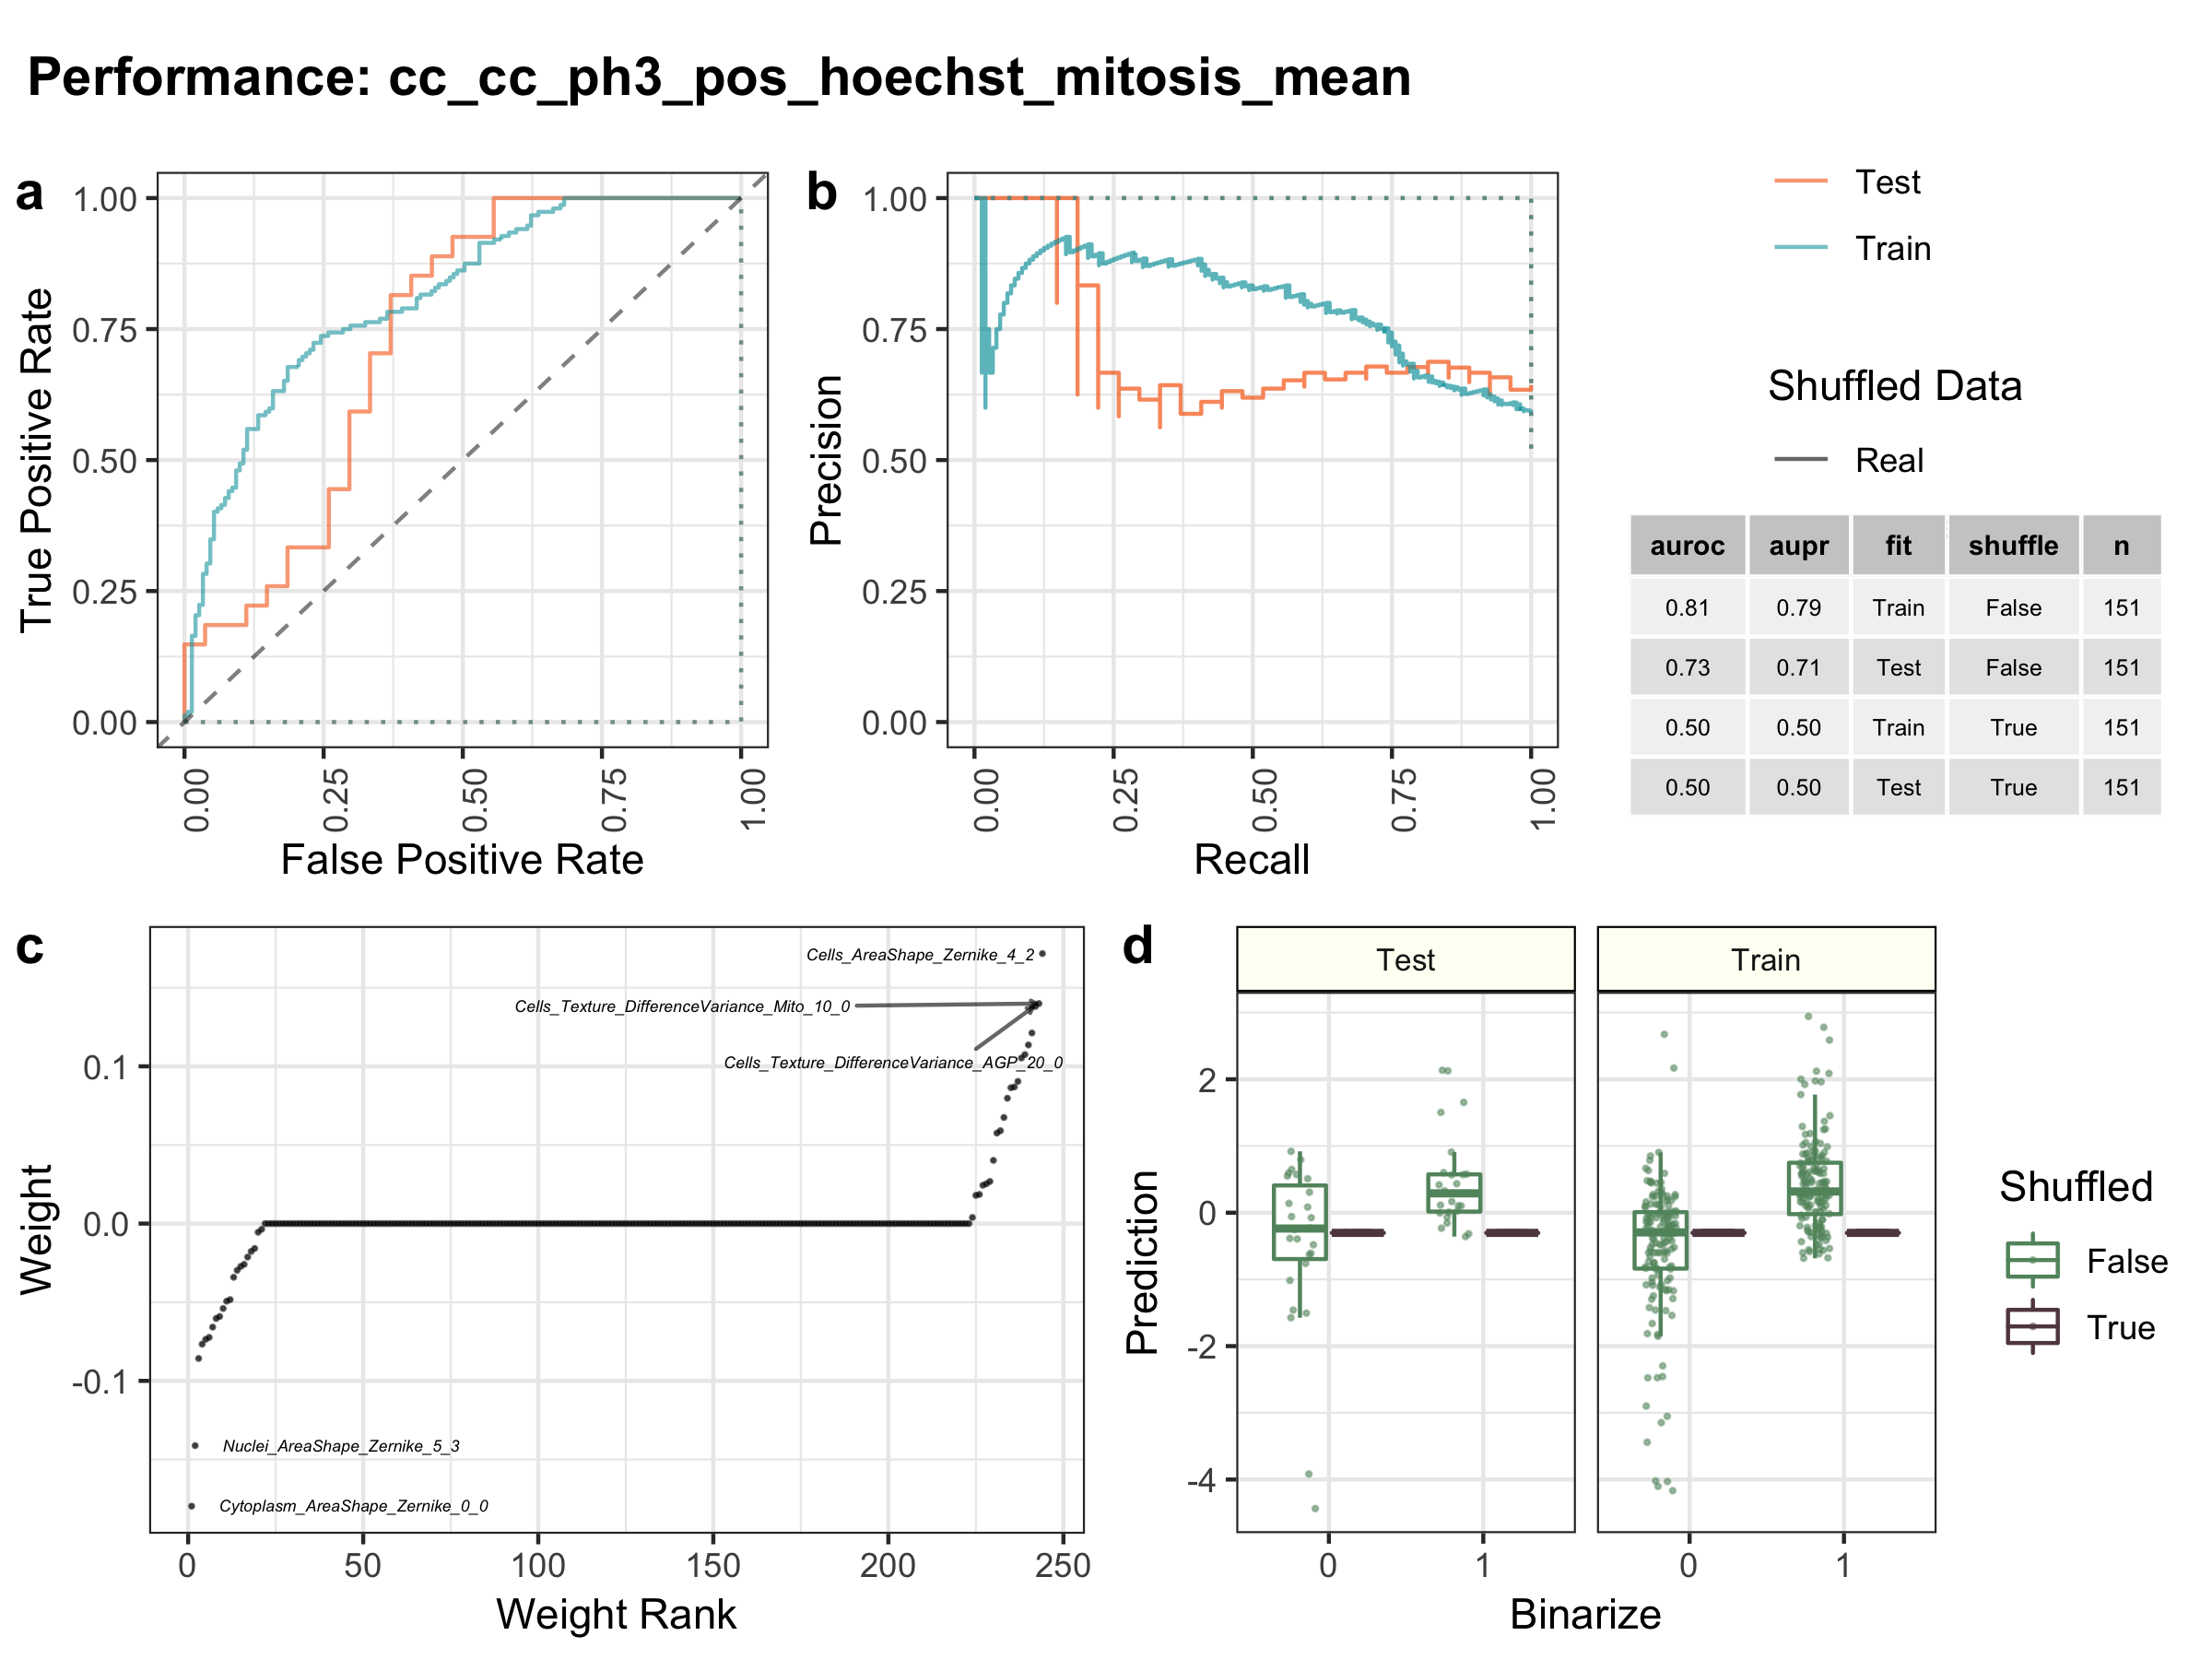 Performance: cc_cc_ph3_pos_hoechst_mitosis_mean
a
1.00
0.75
0.50
0.25
0.00
True Positive Rate
0.00
0.25
0.50
0.75
1.00
False Positive Rate
b
1.00
0.75
0.50
0.25
0.00
Precision
0.00
0.25
0.50
0.75
1.00
Recall
Test
Train
Shuffled Data
Real
auroc aupr fit shuffle n
0.81 0.79 Train False 151
0.73 0.71 Test False 151
0.50 0.50 Train True 151
0.50 0.50 Test True 151
c
Cells_AreaShape_Zernike_4_2
Cells_Texture_DifferenceVariance_Mito_10_0
Cells_Texture_DifferenceVariance_AGP_20_0
Nuclei_AreaShape_Zernike_5_3
Cytoplasm_AreaShape_Zernike_0_0
0.1
0.0
-0.1
Weight
0
50
100
150
200
250
Weight Rank
d
Test
Train
2
0
-2
-4
Prediction
0
1
0
1
Binarize
Shuffled
False
True